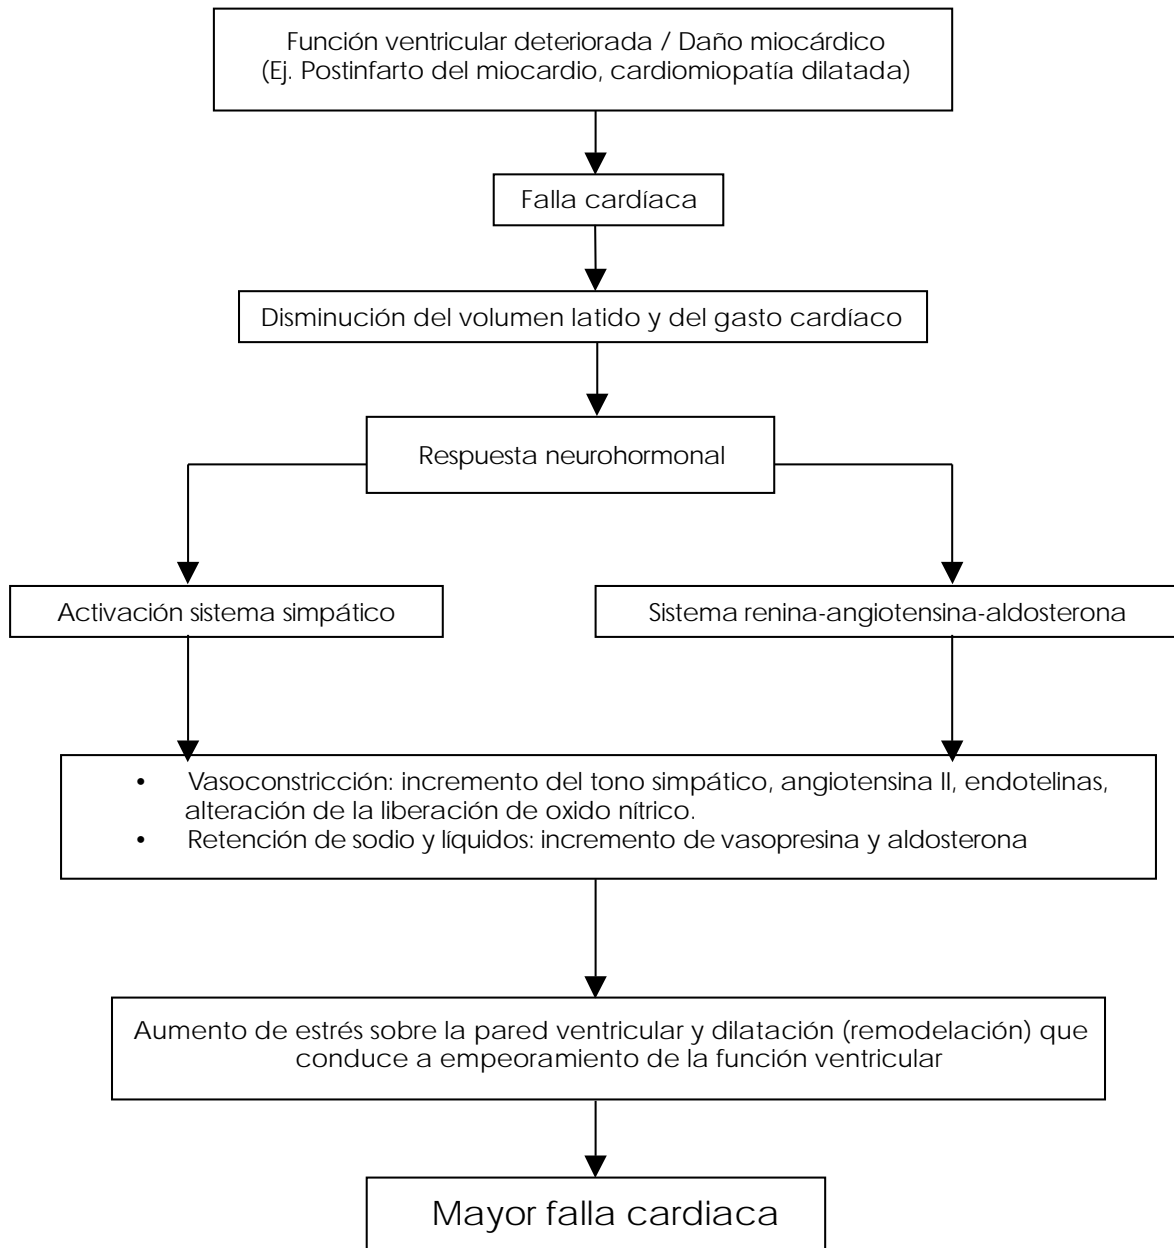 Función ventricular deteriorada / Daño miocárdico
(Ej. Postinfarto del miocardio, cardiomiopatía dilatada)
Falla cardíaca
Disminución del volumen latido y del gasto cardíaco
Respuesta neurohormonal
Activación sistema simpático
Sistema renina-angiotensina-aldosterona
• Vasoconstricción: incremento del tono simpático, angiotensina II, endotelinas,
alteración de la liberación de oxido nítrico.
• Retención de sodio y líquidos: incremento de vasopresina y aldosterona
Aumento de estrés sobre la pared ventricular y dilatación (remodelación) que
conduce a empeoramiento de la función ventricular
Mayor falla cardiaca